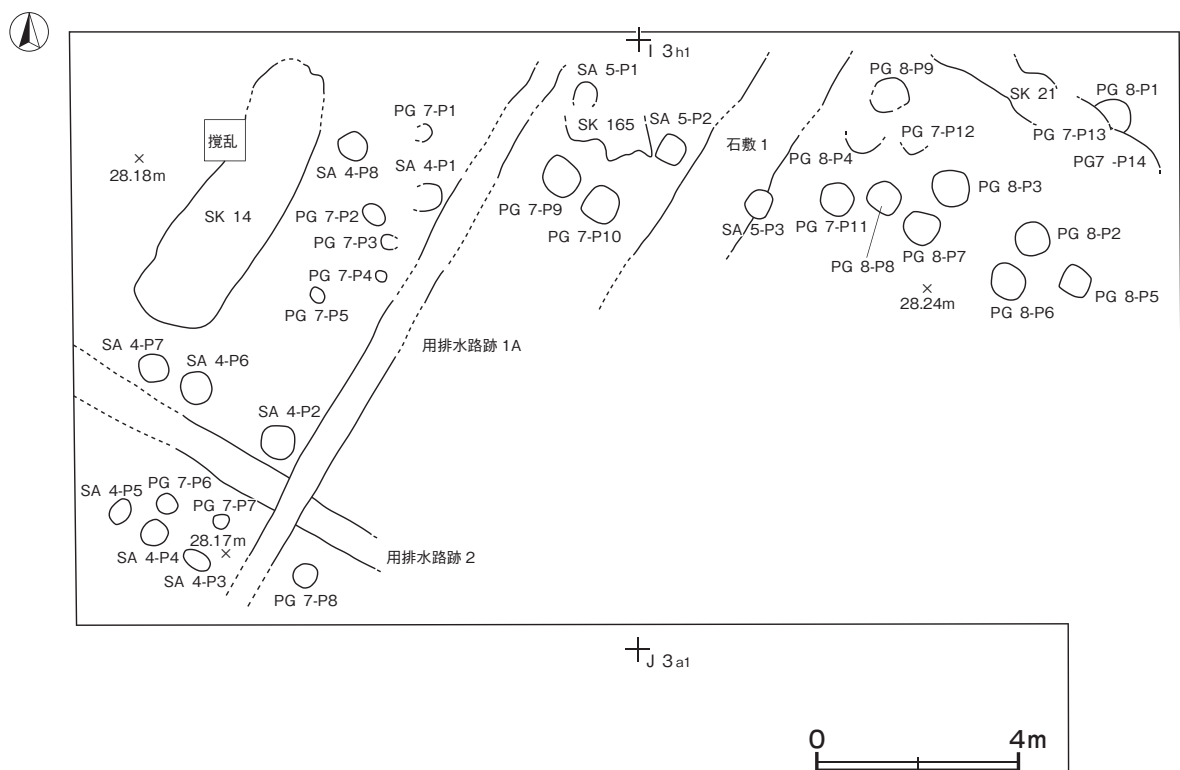 I 3h1
SA 5-P1
PG 8-P9
SK 21
PG 8-P1
PG 7-P1
SK 165
SA 5-P2
PG 7-P12
PG 7-P13
撹乱
石敷 1
PG 8-P4
PG7 -P14
28.18m
SA 4-P8
SA 4-P1
PG 8-P3
SK 14
PG 7-P2
PG 7-P9
PG 7-P10
SA 5-P3
PG 7-P11
PG 8-P2
PG 7-P3
PG 8-P8
PG 8-P7
PG 7-P4
28.24m
PG 8-P6
PG 8-P5
PG 7-P5
SA 4-P7
SA 4-P6
用排水路跡 1A
SA 4-P2
SA 4-P5
PG 7-P6
PG 7-P7
28.17m
SA 4-P4
用排水路跡 2
SA 4-P3
PG 7-P8
J 3a1
0 4m